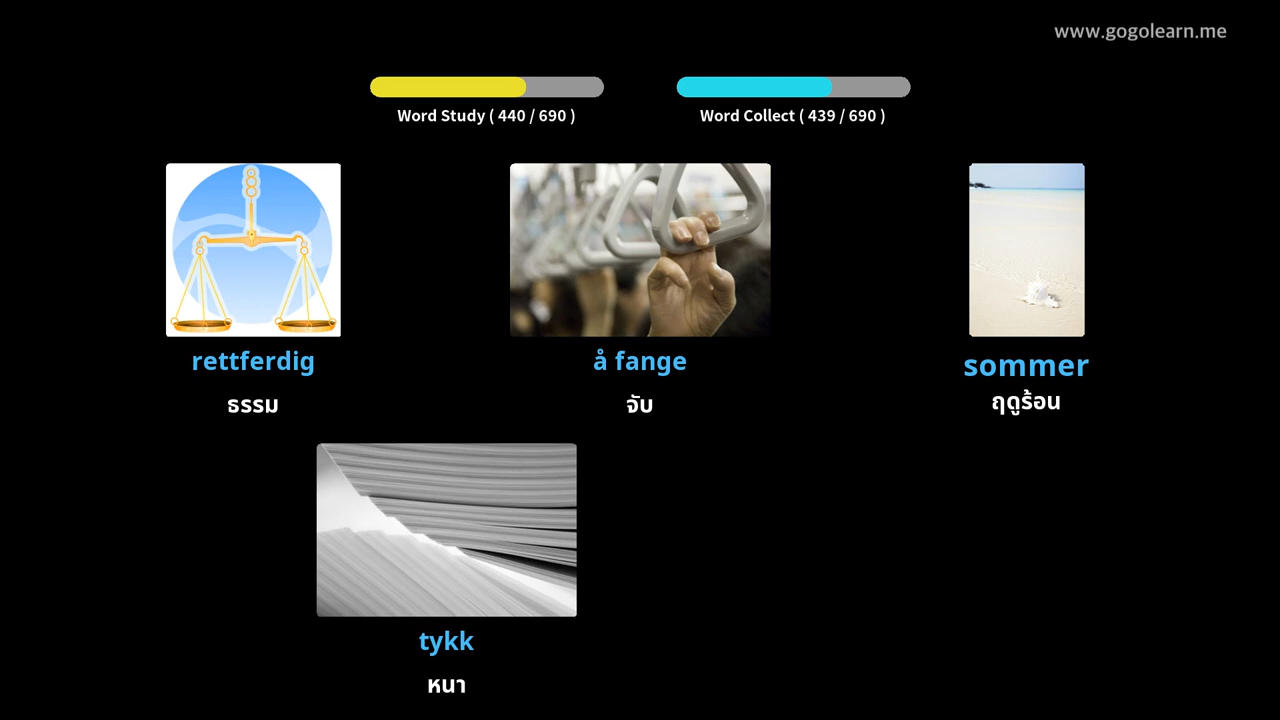 www.gogolearn.me
Word Study ( 440 / 690 )
Word Collect ( 439 / 690 )
rettferdig
ธรรม
å fange
จับ
sommer
ฤดูร้อน
tykk
หนา